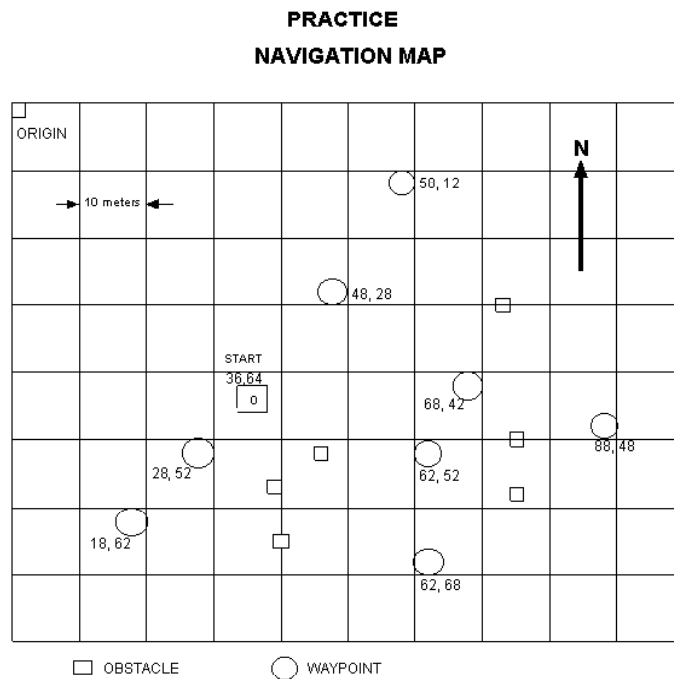 PRACTICE
NAVIGATION MAP
ORIGIN
N
50, 12
10 meters
48, 28
START
36,64
0
68, 42
88, 48
28, 52
62, 52
18, 62
62, 68
OBSTACLE
WAYPOINT